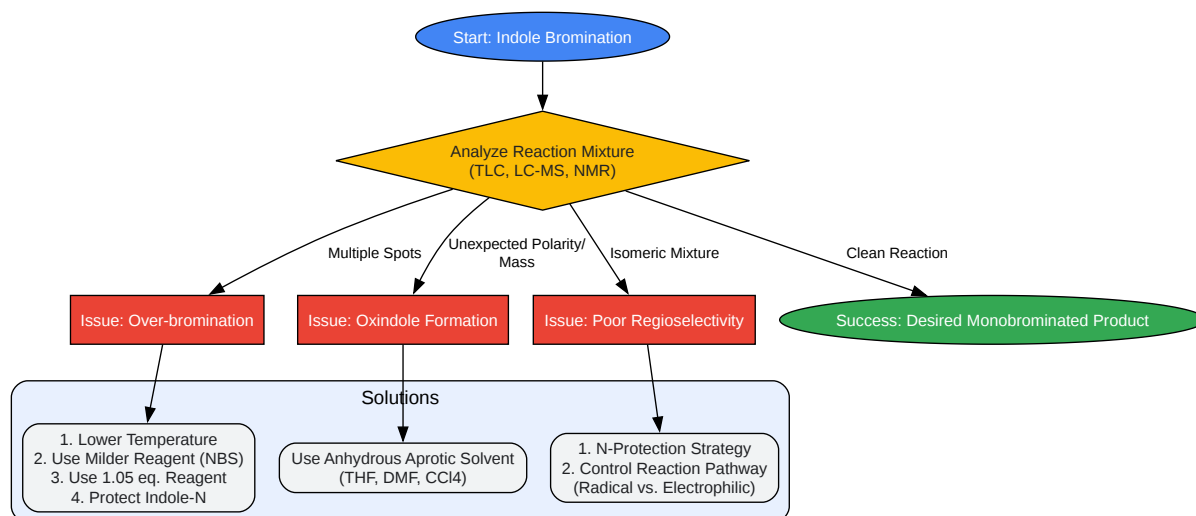 Start: Indole Bromination
Analyze Reaction Mixture
(TLC, LC-MS, NMR)
Multiple Spots
Unexpected Polarity/
Mass
Isomeric Mixture
Clean Reaction
Issue: Over-bromination
Issue: Oxindole Formation
Issue: Poor Regioselectivity
Success: Desired Monobrominated Product
Solutions
1. Lower Temperature
2. Use Milder Reagent (NBS)
3. Use 1.05 eq. Reagent
4. Protect Indole-N
Use Anhydrous Aprotic Solvent
(THF, DMF, CCl4)
1. N-Protection Strategy
2. Control Reaction Pathway
(Radical vs. Electrophilic)